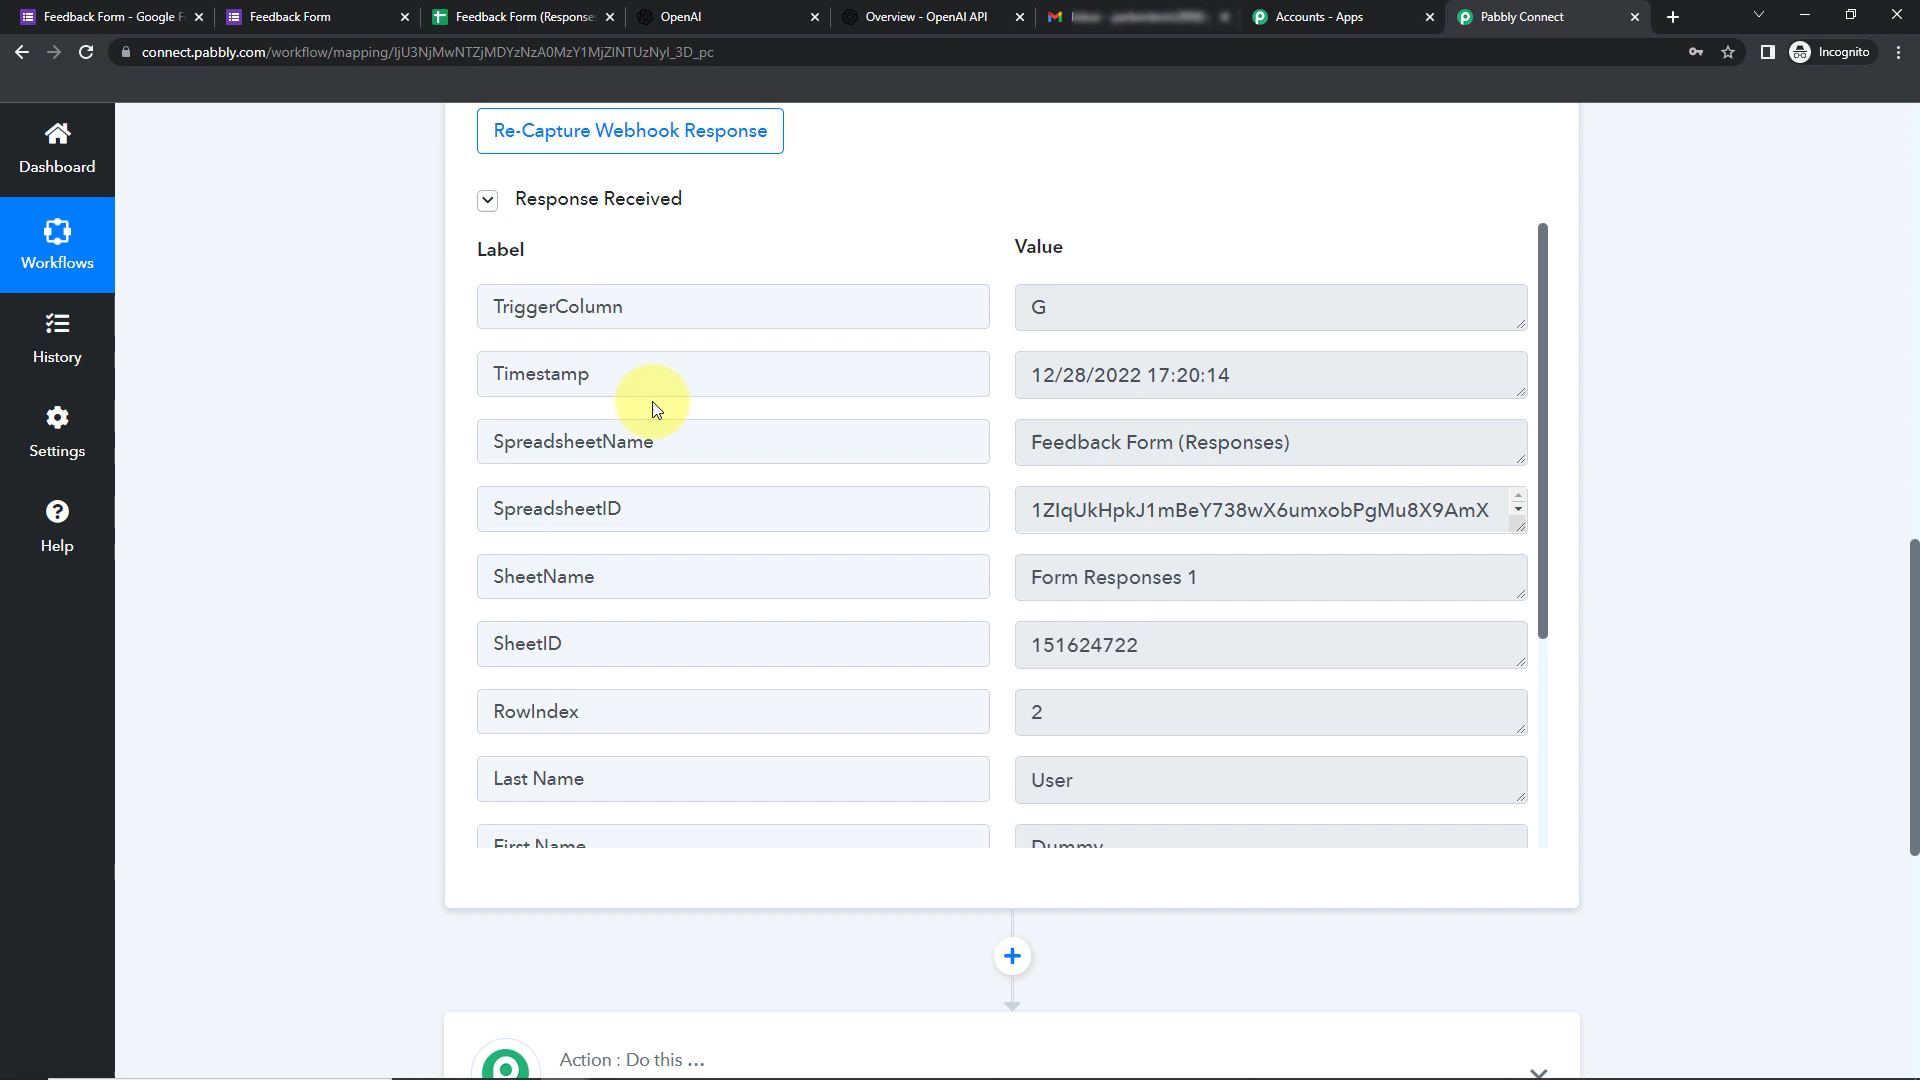 Feedback Form - Google F
Feedback Form
Feedback Form (Response
OpenAI
Overview - OpenAI API
Accounts - Apps
Pabbly Connect
connect.pabbly.com/workflow/mapping/IjU3NjMwNTZjMDYzNzA0MzY1MjZlNTUzNyI_3D_pc
Incognito
Dashboard
Workflows
History
Settings
Help
Re-Capture Webhook Response
Response Received
Label
Value
TriggerColumn
G
Timestamp
12/28/2022 17:20:14
SpreadsheetName
Feedback Form (Responses)
SpreadsheetID
1ZIqUkHpkJ1mBeY738wX6umxobPgMu8X9AmX
SheetName
Form Responses 1
SheetID
151624722
RowIndex
2
Last Name
User
First Name
Dummy
Action : Do this ...